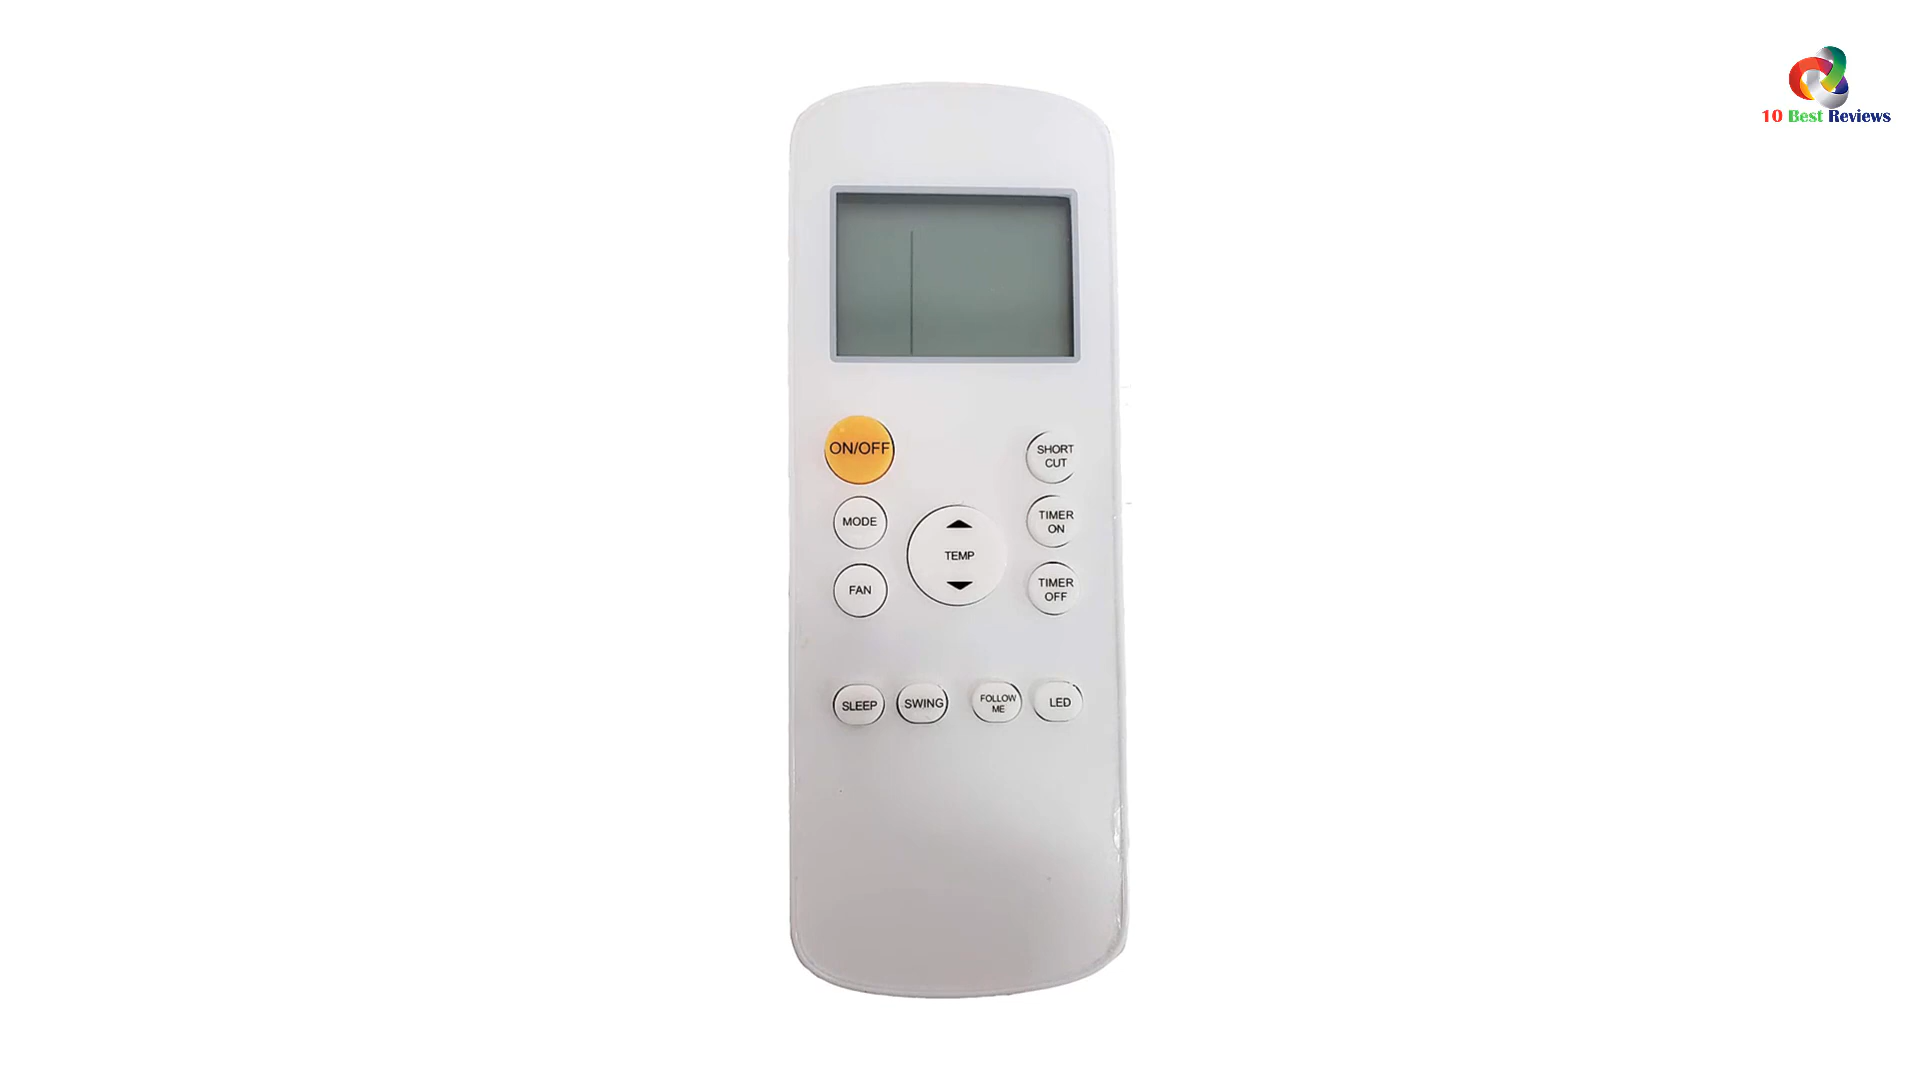 10 Best Reviews
ON/OFF
SHORT
CUT
MODE
TEMP
TIMER
ON
FAN
TIMER
OFF
SLEEP
SWING
FOLLOW
ME
LED